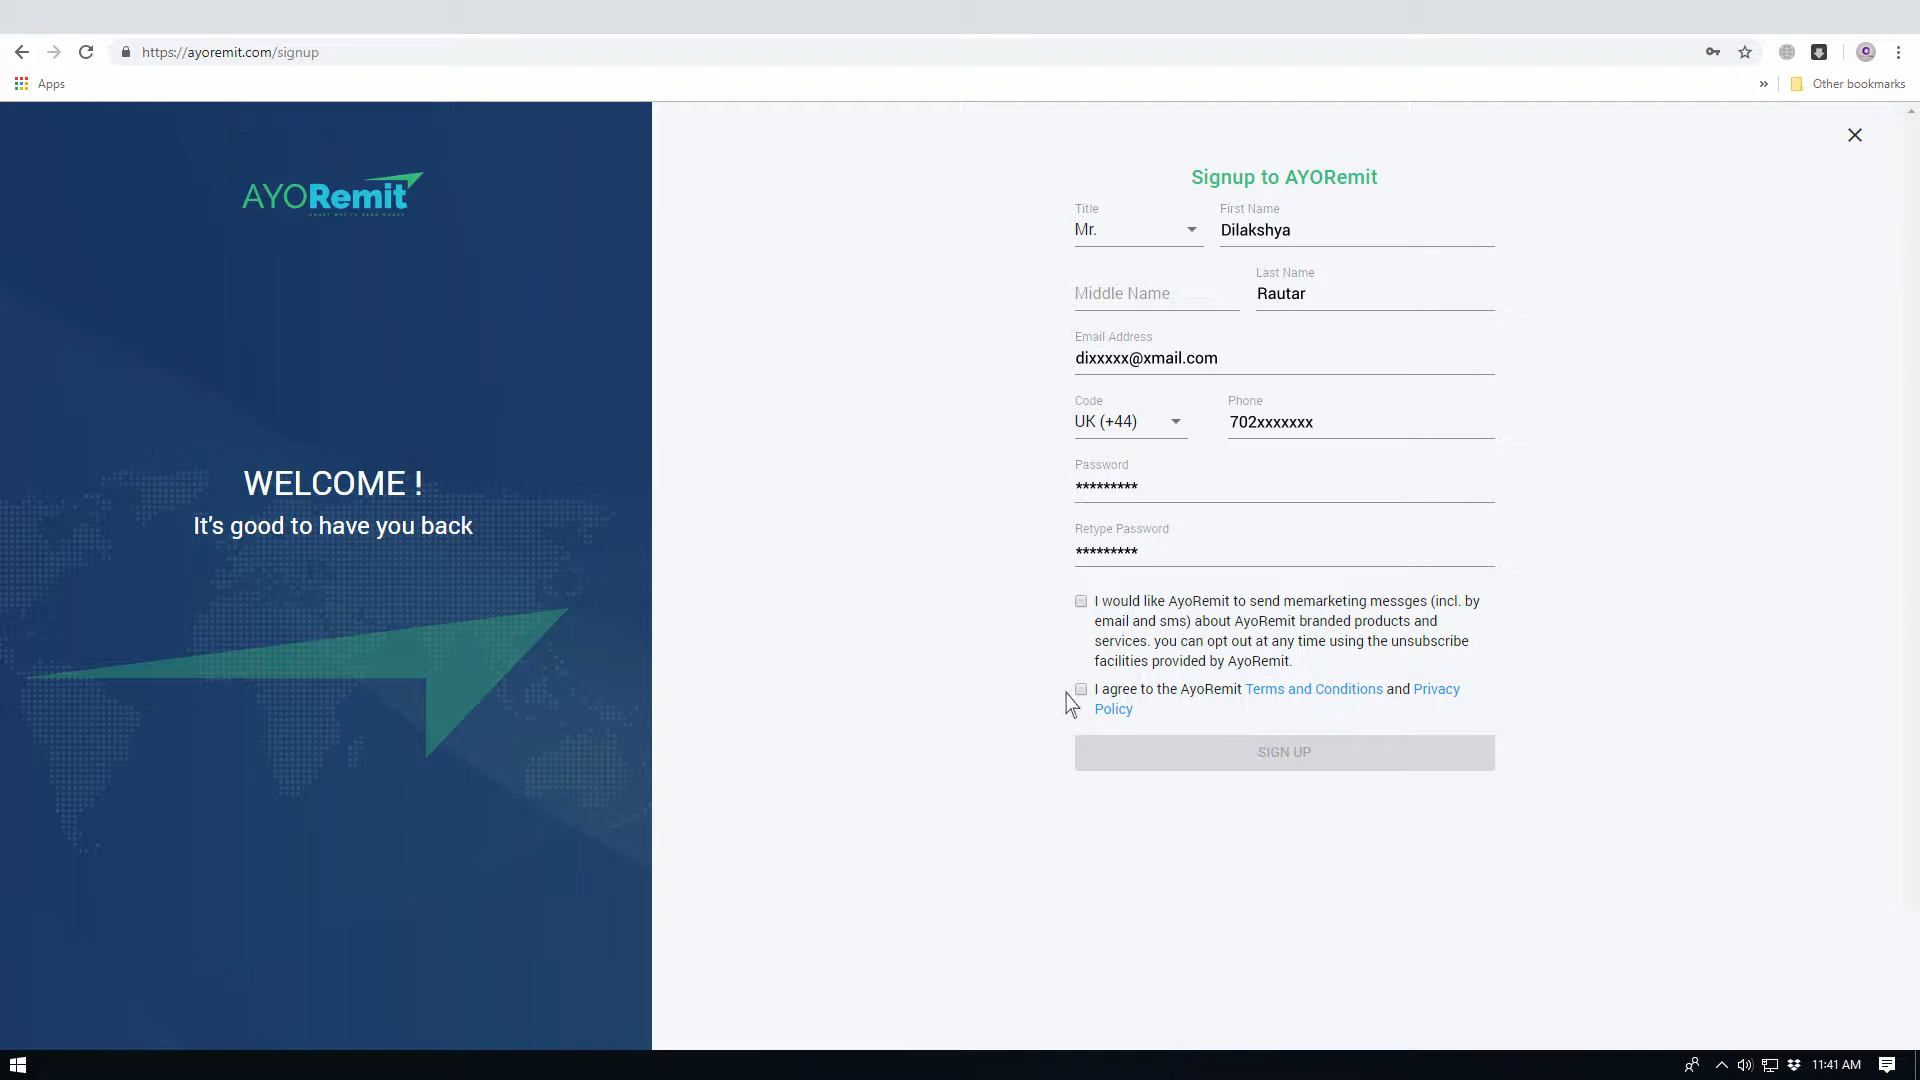 https://ayoremit.com/signup
Apps
Other bookmarks
AYORemit
Signup to AYORemit
Title
First Name
Mr.
Dilakshya
Last Name
Middle Name
Rautar
Email Address
dixxxxx@xmail.com
Code
Phone
UK (+44)
702xxxxxxx
Password
*********
Retype Password
*********
WELCOME !
It's good to have you back
I would like AyoRemit to send memarketing messges (incl. by
email and sms) about AyoRemit branded products and
services. you can opt out at any time using the unsubscribe
facilities provided by AyoRemit.
I agree to the AyoRemit Terms and Conditions and Privacy
Policy
SIGN UP
11:41 AM